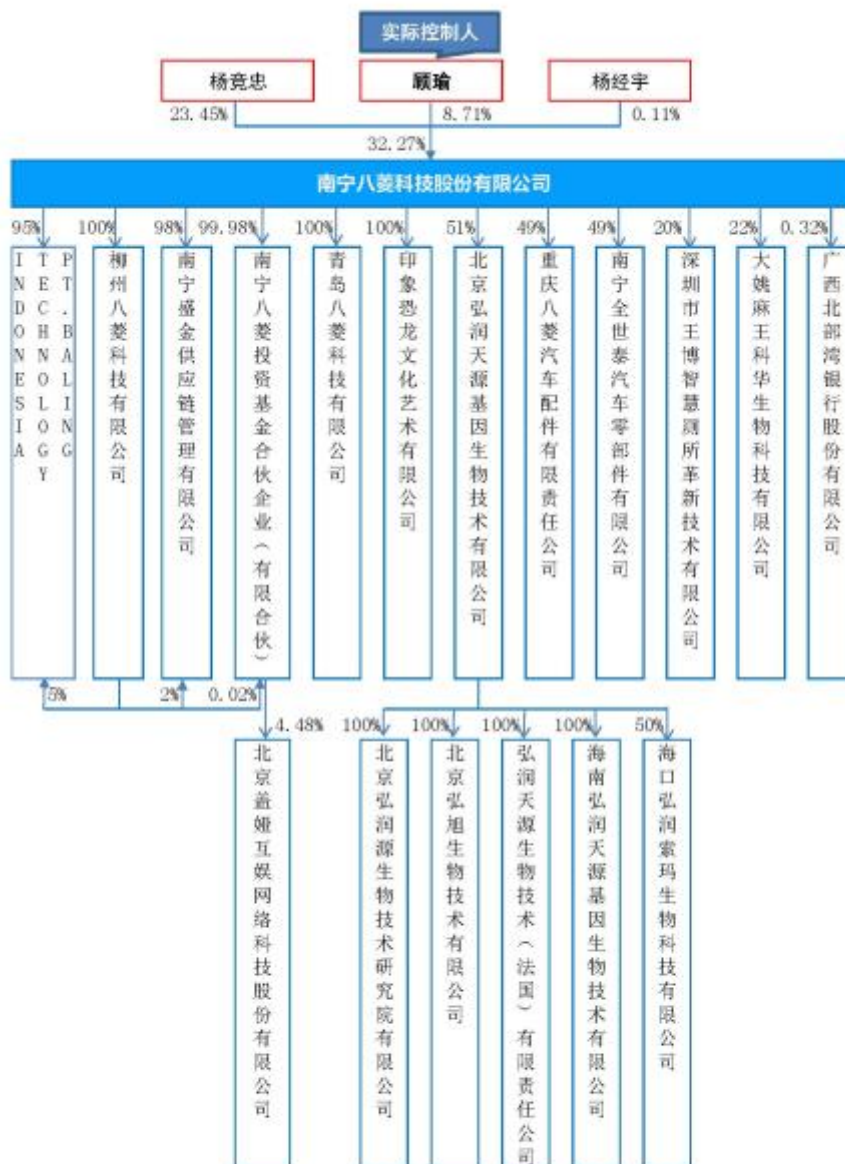 实际控制人
杨竞忠
顾瑜
杨经宇
23.45%
8.71%
0.11%
32.27%
南宁八菱科技股份有限公司
95%
100%
98%
99.98%
100%
100%
51%
49%
49%
20%
22%
0.32%
PT.BALING
TECHNOLOGY
INDONESIA
柳州八菱科技有限公司
南宁盛金供应链管理有限公司
南宁八菱投资基金合伙企业（有限合伙）
青岛八菱科技有限公司
印象恐龙文化艺术有限公司
北京弘润天源基因生物技术有限公司
重庆八菱汽车配件有限责任公司
南宁全世泰汽车零部件有限公司
深圳市王博智慧厕所革新技术有限公司
大姚麻王科华生物科技有限公司
广西北部湾银行股份有限公司
5%
2%
0.02%
4.48%
100%
100%
100%
100%
50%
北京盖娅互娱网络科技股份有限公司
北京弘润源生物技术研究院有限公司
北京弘旭生物技术有限公司
弘润天源生物技术（法国）有限责任公司
海南弘润天源基因生物技术有限公司
海口弘润索玛生物科技有限公司